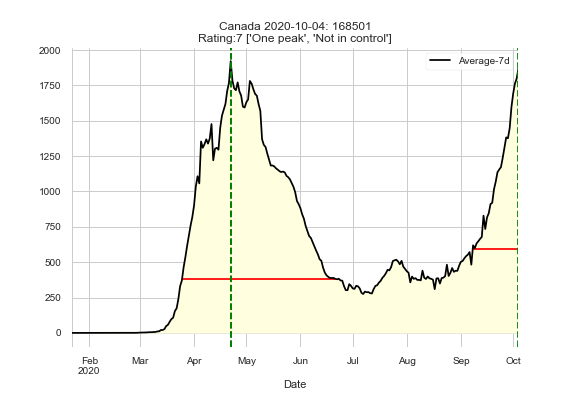 Canada 2020-10-04: 168501
Rating:7 ['One peak', 'Not in control']
Average-7d
2000
1750
1500
1250
1000
750
500
250
0
Feb Mar Apr May Jun Jul Aug Sep Oct
2020
Date